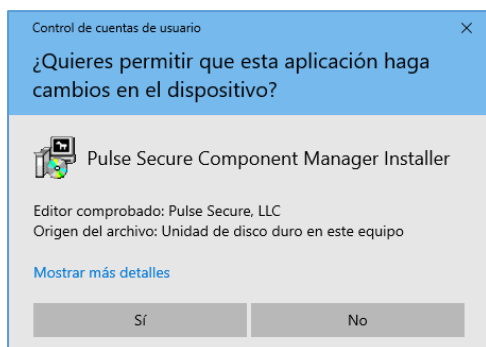 Control de cuentas de usuario
¿Quieres permitir que esta aplicación haga
cambios en el dispositivo?
Pulse Secure Component Manager Installer
Editor comprobado: Pulse Secure, LLC
Origen del archivo: Unidad de disco duro en este equipo
Mostrar más detalles
Sí
No